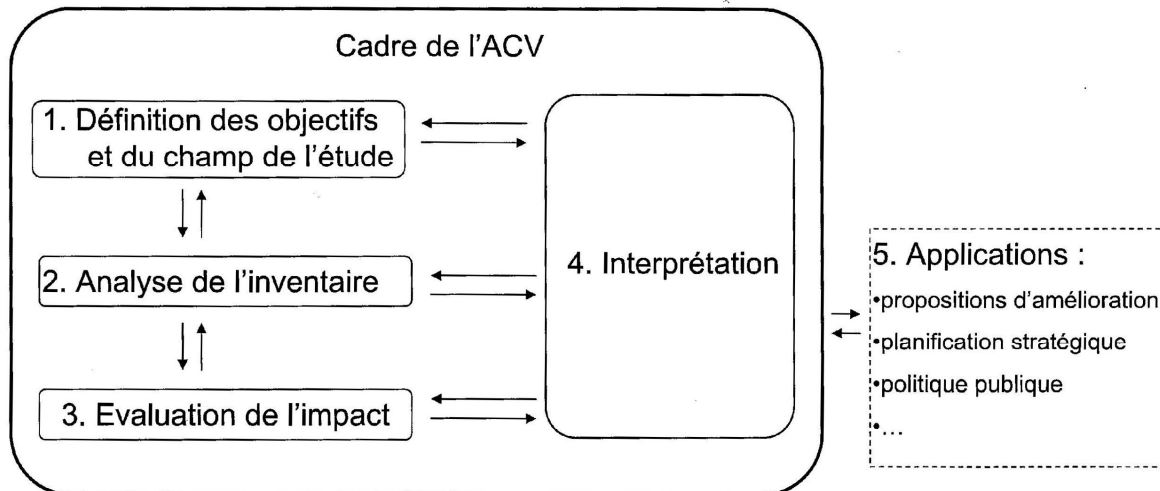 Cadre de l'ACV
1. Définition des objectifs
et du champ de l'étude
2. Analyse de l'inventaire
3. Evaluation de l'impact
4. Interprétation
5. Applications :
•propositions d'amélioration
•planification stratégique
•politique publique
•...